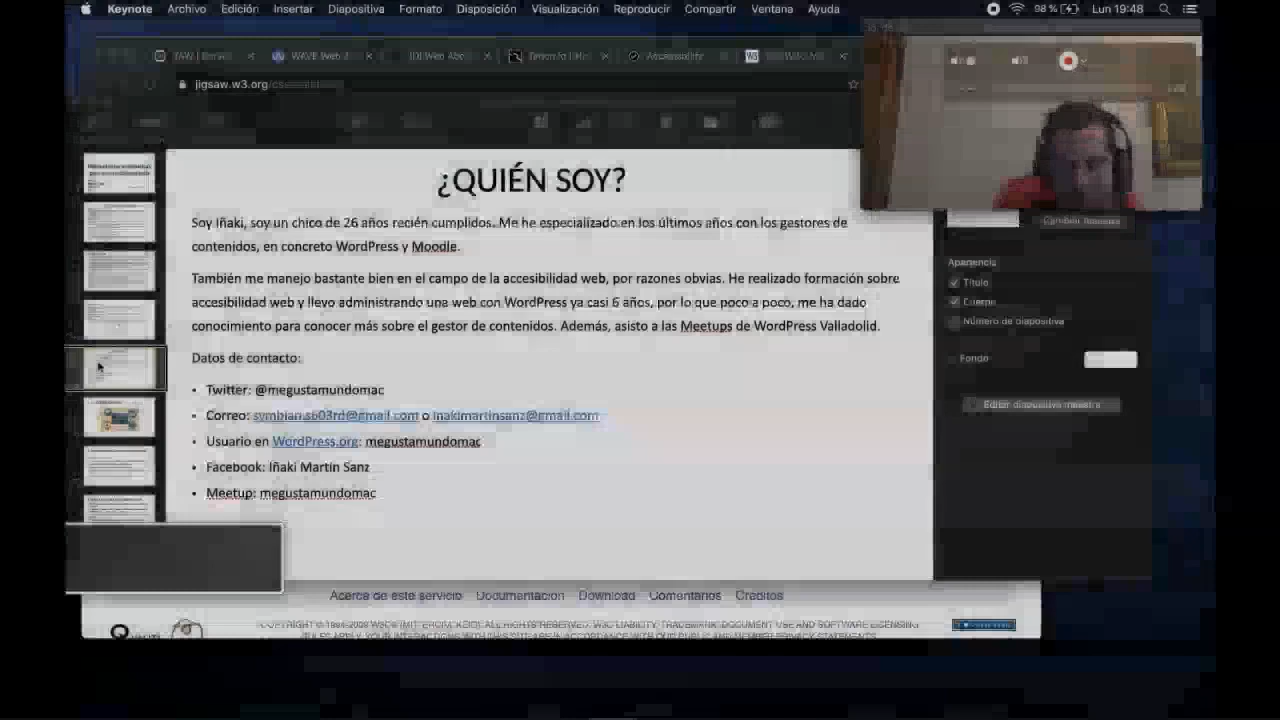 Keynote Archivo Edición Insertar Diapositiva Formato Disposición Visualización Reproducir Compartir Ventana Ayuda 98 % Lun 19:48
WAVE Web
jigsaw.w3.org
¿QUIÉN SOY?
Soy Iñaki, soy un chico de 26 años recién cumplidos. Me he especializado en los últimos años con los gestores de
contenidos, en concreto WordPress y Moodle.
También me manejo bastante bien en el campo de la accesibilidad web, por razones obvias. He realizado formación sobre
accesibilidad web y llevo administrando una web con WordPress ya casi 6 años, por lo que poco a poco, me ha dado
conocimiento para conocer más sobre el gestor de contenidos. Además, asisto a las Meetups de WordPress Valladolid.
Datos de contacto:
• Twitter: @megustamundomac
• Correo: symbian.s603rd@gmail.com o inakimartinsanz@gmail.com
• Usuario en WordPress.org: megustamundomac
• Facebook: Iñaki Martín Sanz
• Meetup: megustamundomac
Cambiar maestra
Apariencia
Título
Cuerpo
Número de diapositiva
Fondo
Editar diapositiva maestra
Acerca de este servicio Documentación Download Comentarios Créditos